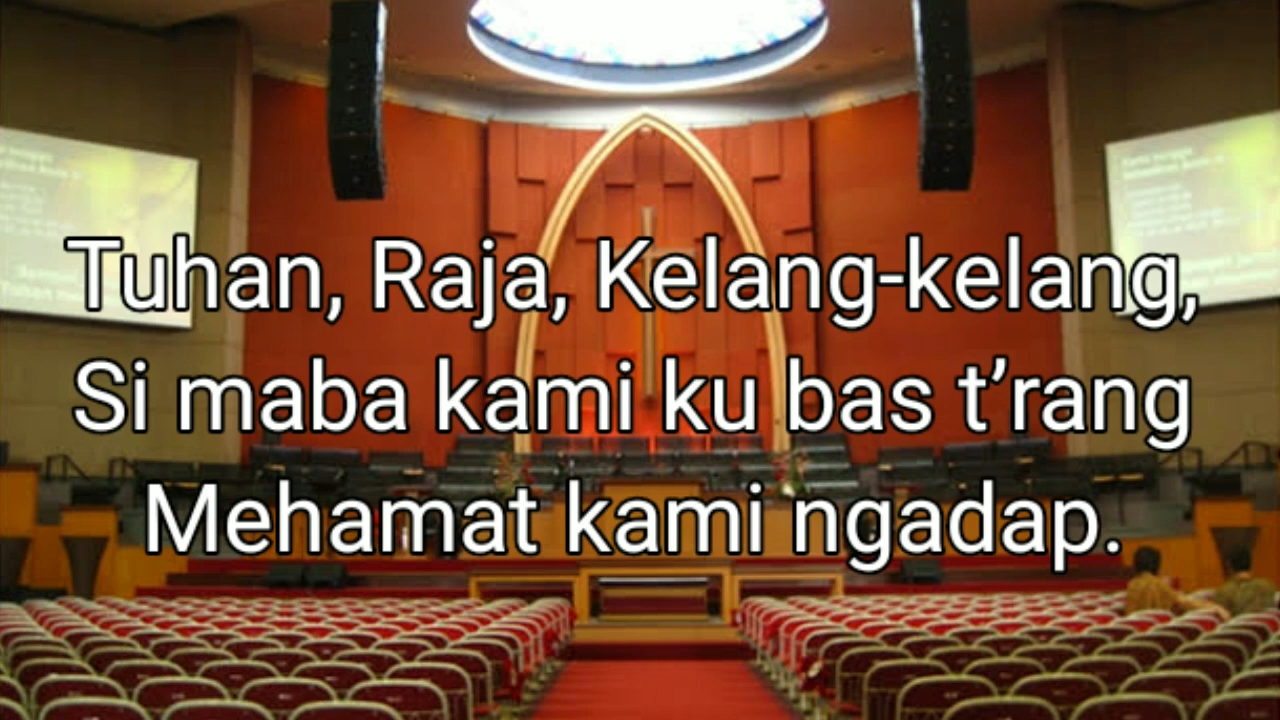 Tuhan, Raja, Kelang-kelang,
Si maba kami ku bas t’rang
Mehamat kami ngadap.